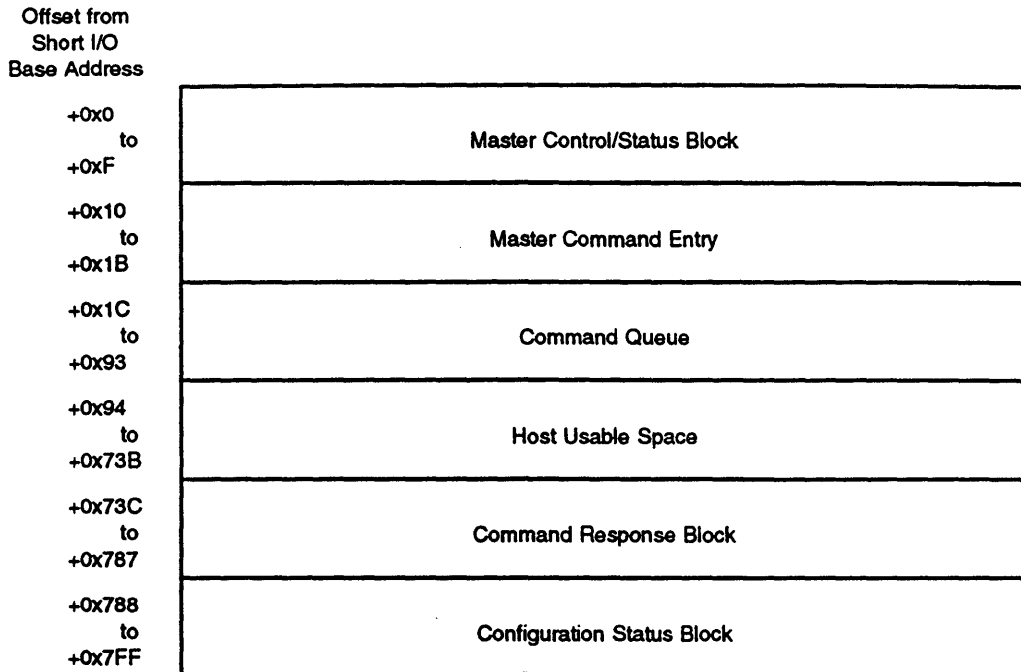 Offset from
Short I/O
Base Address
+0x0
to
+0xF
Master Control/Status Block
+0x10
to
+0x1B
Master Command Entry
+0x1C
to
+0x93
Command Queue
+0x94
to
+0x73B
Host Usable Space
+0x73C
to
+0x787
Command Response Block
+0x788
to
+0x7FF
Configuration Status Block